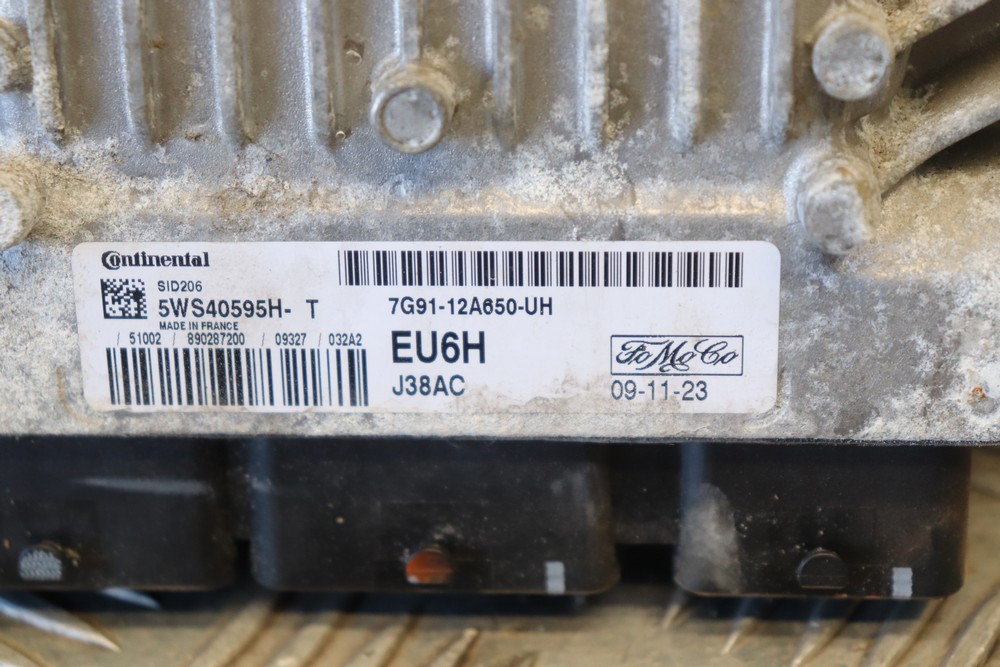 Continental
SID206
5WS40595H- T
MADE IN FRANCE
/ 51002 / 890287200 / 09327 / 032A2
7G91-12A650-UH
EU6H
J38AC
FoMoCo
09-11-23